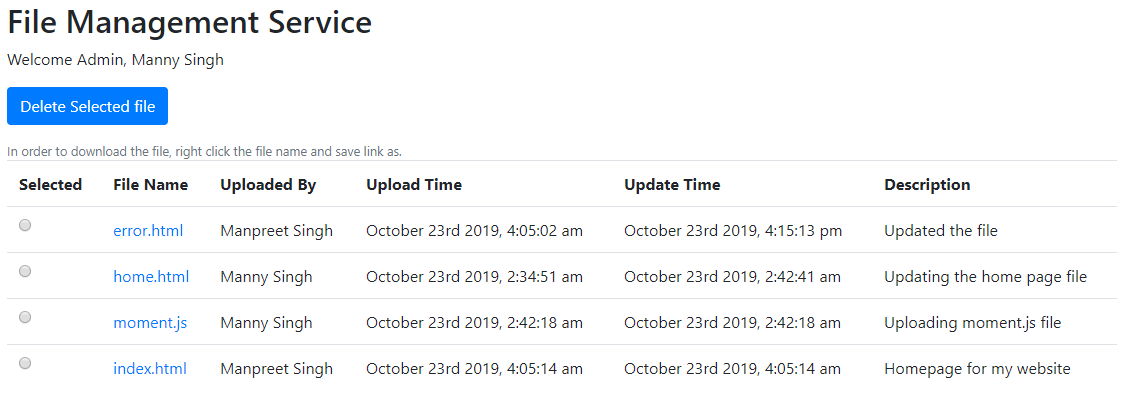 File Management Service
Welcome Admin, Manny Singh
Delete Selected file
In order to download the file, right click the file name and save link as.
Selected File Name Uploaded By Upload Time Update Time Description
error.html Manpreet Singh October 23rd 2019, 4:05:02 am October 23rd 2019, 4:15:13 pm Updated the file
home.html Manny Singh October 23rd 2019, 2:34:51 am October 23rd 2019, 2:42:41 am Updating the home page file
moment.js Manny Singh October 23rd 2019, 2:42:18 am October 23rd 2019, 2:42:18 am Uploading moment.js file
index.html Manpreet Singh October 23rd 2019, 4:05:14 am October 23rd 2019, 4:05:14 am Homepage for my website